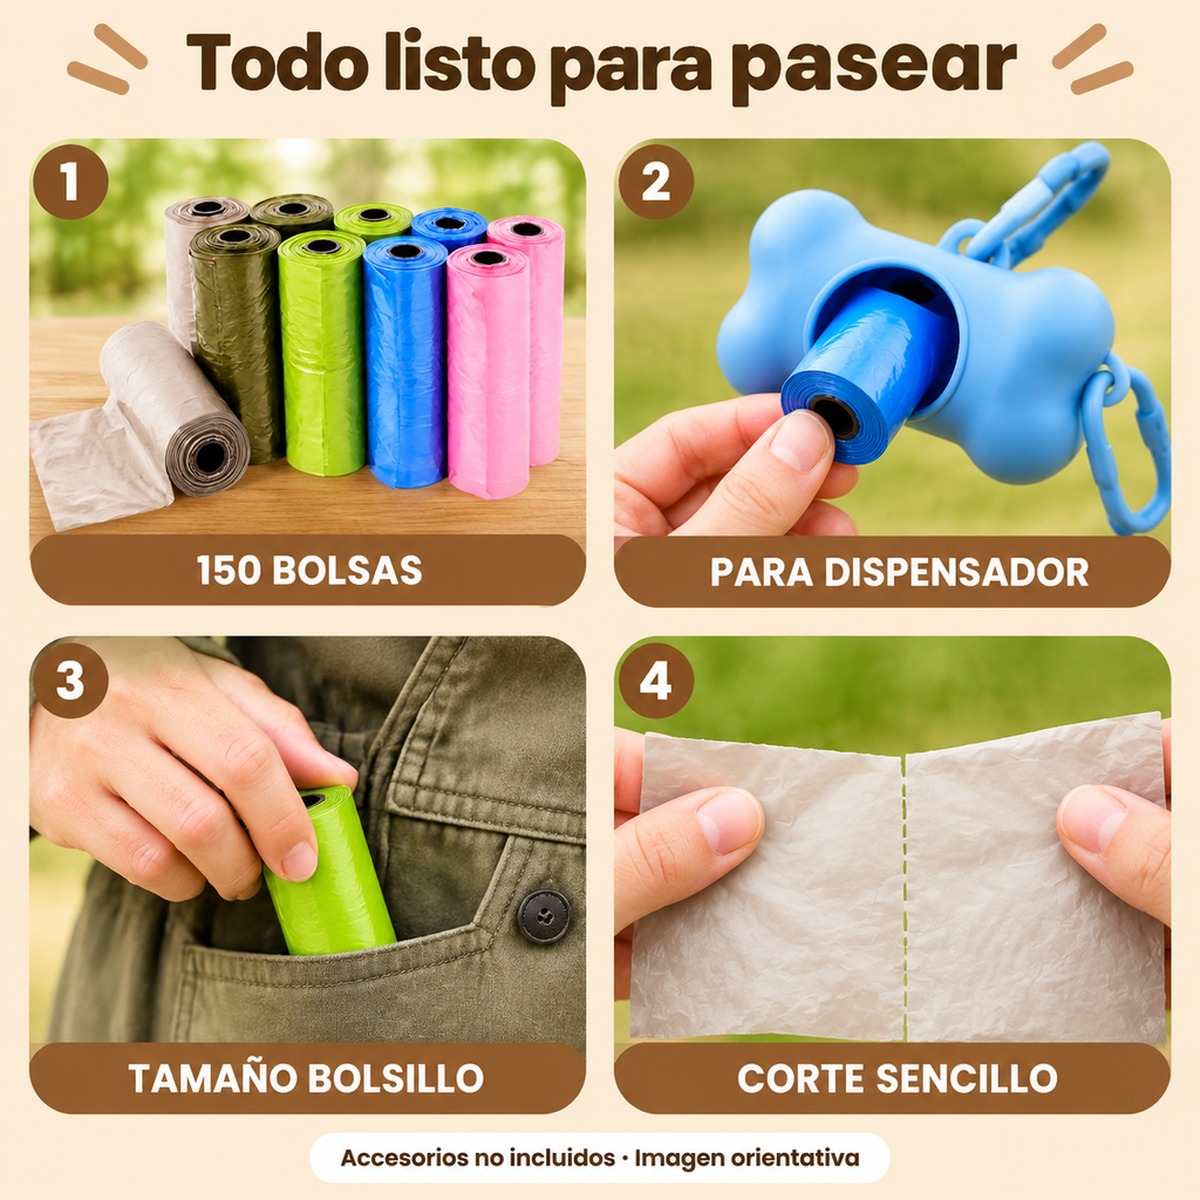 Todo listo para pasear
1
2
150 BOLSAS
PARA DISPENSADOR
3
4
TAMAÑO BOLSILLO
CORTE SENCILLO
Accesorios no incluidos · Imagen orientativa